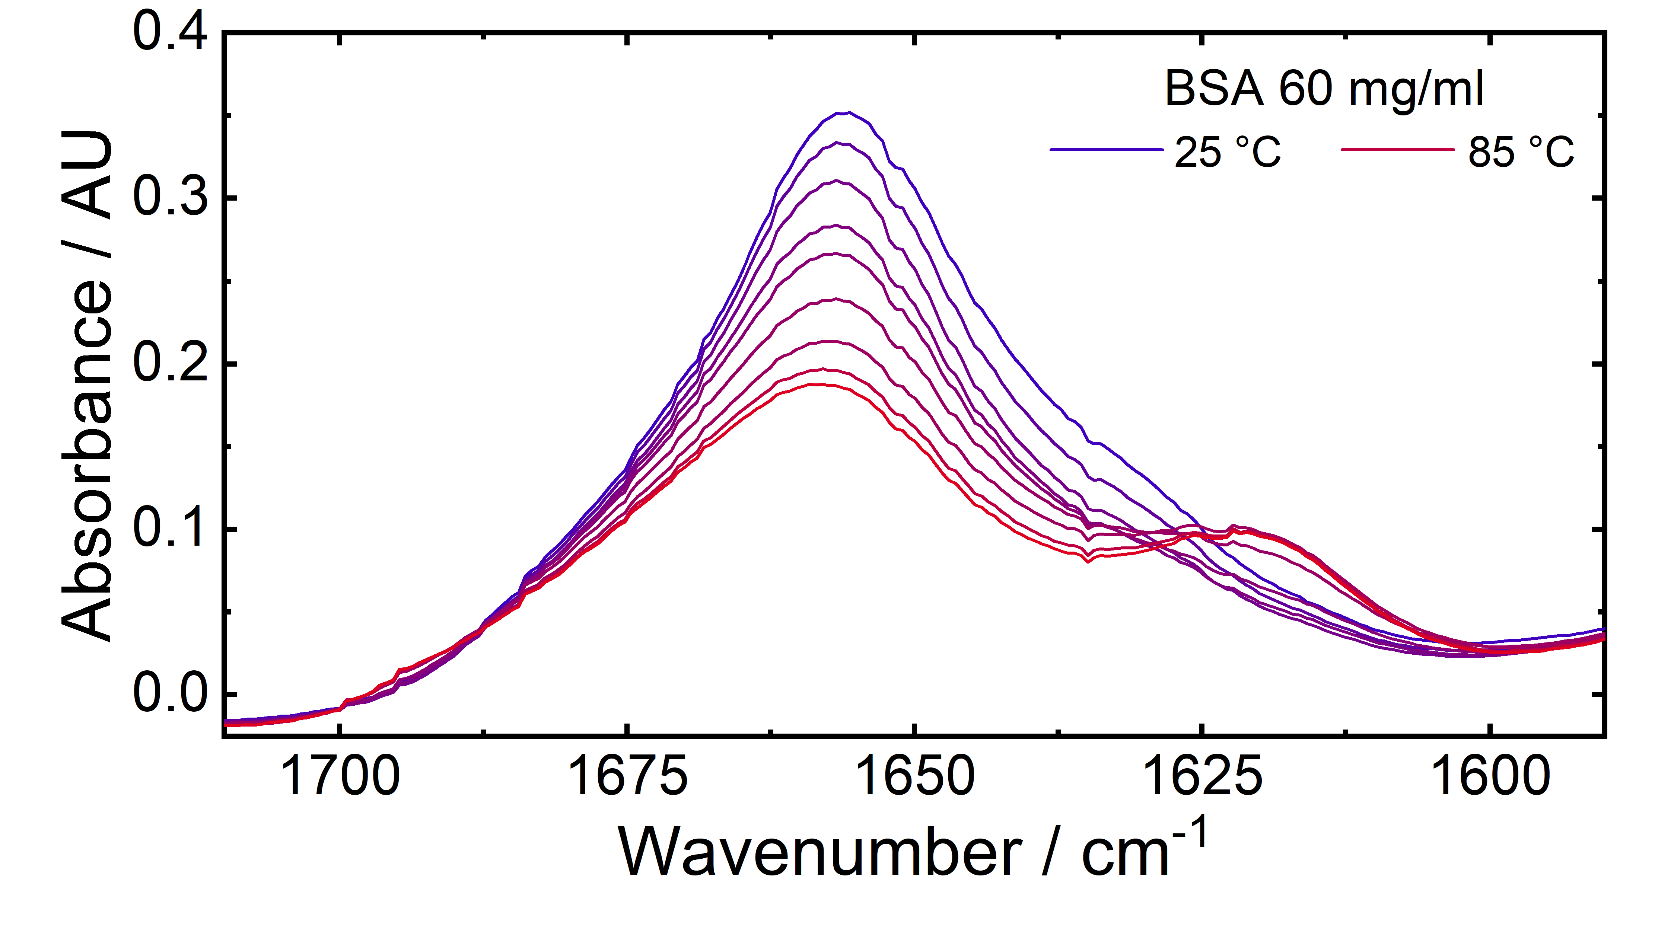 0.4
BSA 60 mg/ml
25 °C 85 °C
0.3
0.2
0.1
0.0
Absorbance / AU
1700 1675 1650 1625 1600
Wavenumber / cm⁻¹